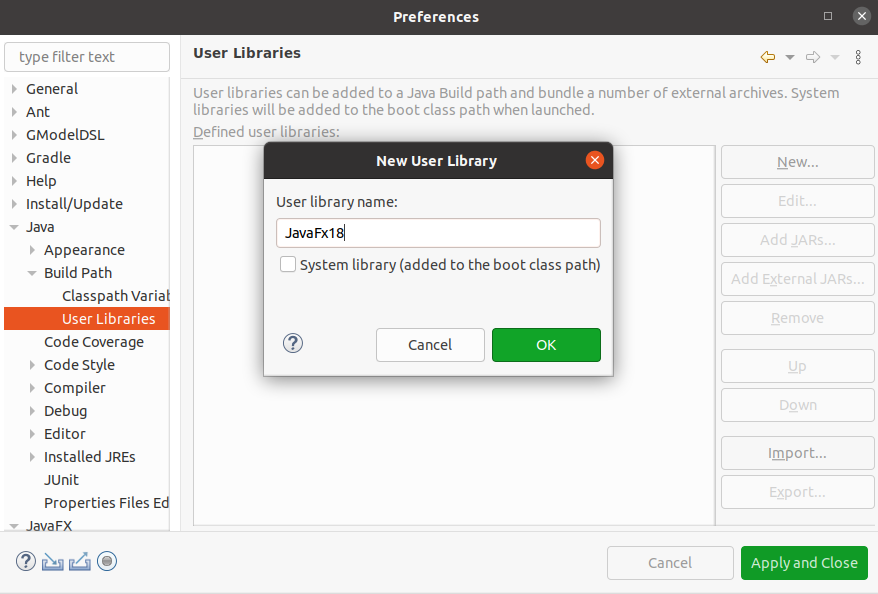 Preferences
type filter text
General
Ant
GModelDSL
Gradle
Help
Install/Update
Java
Appearance
Build Path
Classpath Variab
User Libraries
Code Coverage
Code Style
Compiler
Debug
Editor
Installed JREs
JUnit
Properties Files Ed
JavaFX
User Libraries
User libraries can be added to a Java Build path and bundle a number of external archives. System
libraries will be added to the boot class path when launched.
Defined user libraries:
New...
Edit...
Add JARs...
Add External JARs...
Remove
Up
Down
Import...
Export...
New User Library
User library name:
JavaFx18
System library (added to the boot class path)
?
Cancel
OK
?
Cancel
Apply and Close